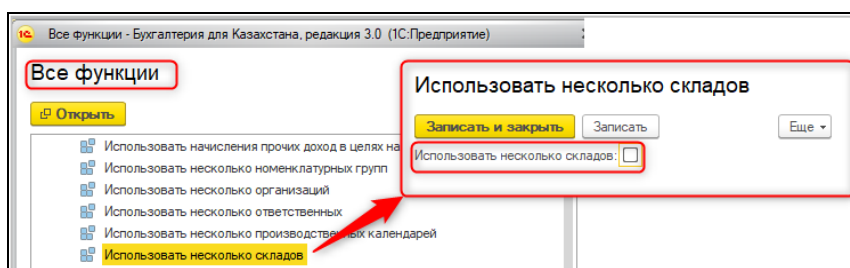 1С Все функции - Бухгалтерия для Казахстана, редакция 3.0 (1С:Предприятие)
Все функции
Открыть
Использовать начисления прочих доход в целях на
Использовать несколько номенклатурных групп
Использовать несколько организаций
Использовать несколько ответственных
Использовать несколько производственных календарей
Использовать несколько складов
Использовать несколько складов
Записать и закрыть Записать Еще
Использовать несколько складов: